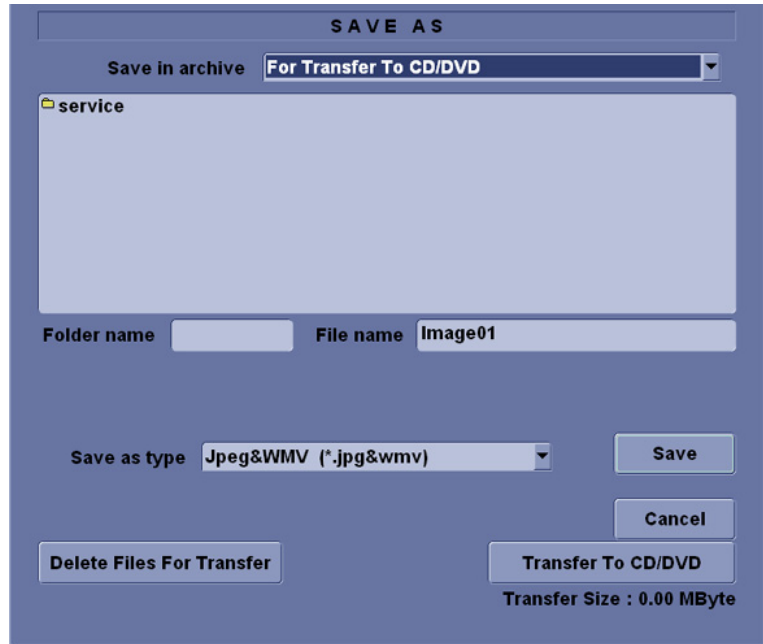 SAVE AS
Save in archive For Transfer To CD/DVD
service
Folder name File name Image01
Save as type Jpeg&WMV (*.jpg&wmv) Save
Cancel
Delete Files For Transfer Transfer To CD/DVD
Transfer Size : 0.00 MByte